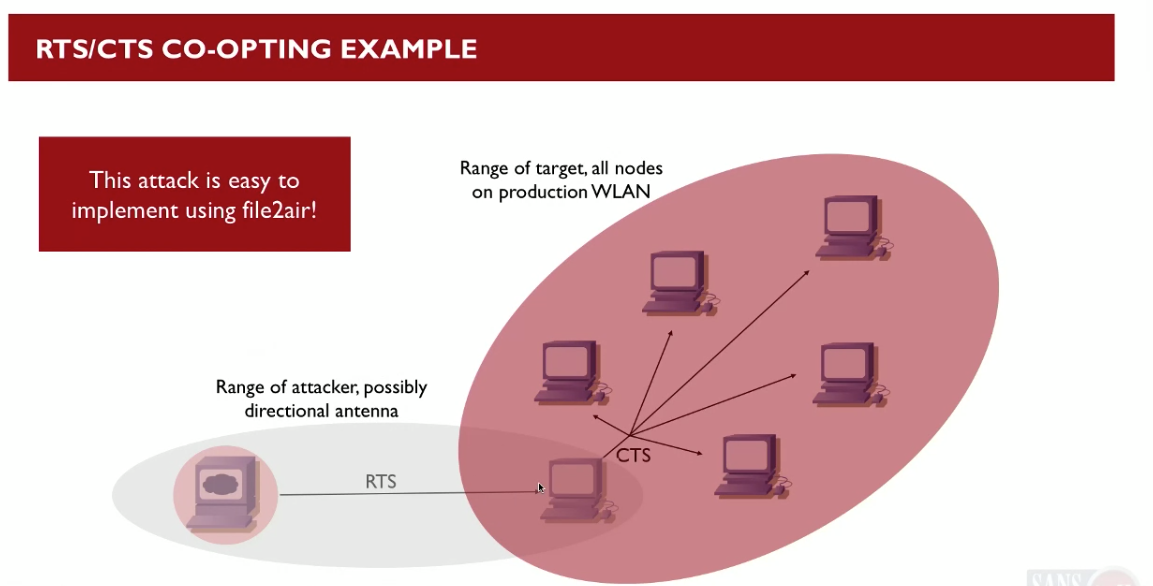 RTS/CTS CO-OPTING EXAMPLE
This attack is easy to
implement using file2air!
Range of target, all nodes
on production WLAN
Range of attacker, possibly
directional antenna
RTS
CTS
SANS